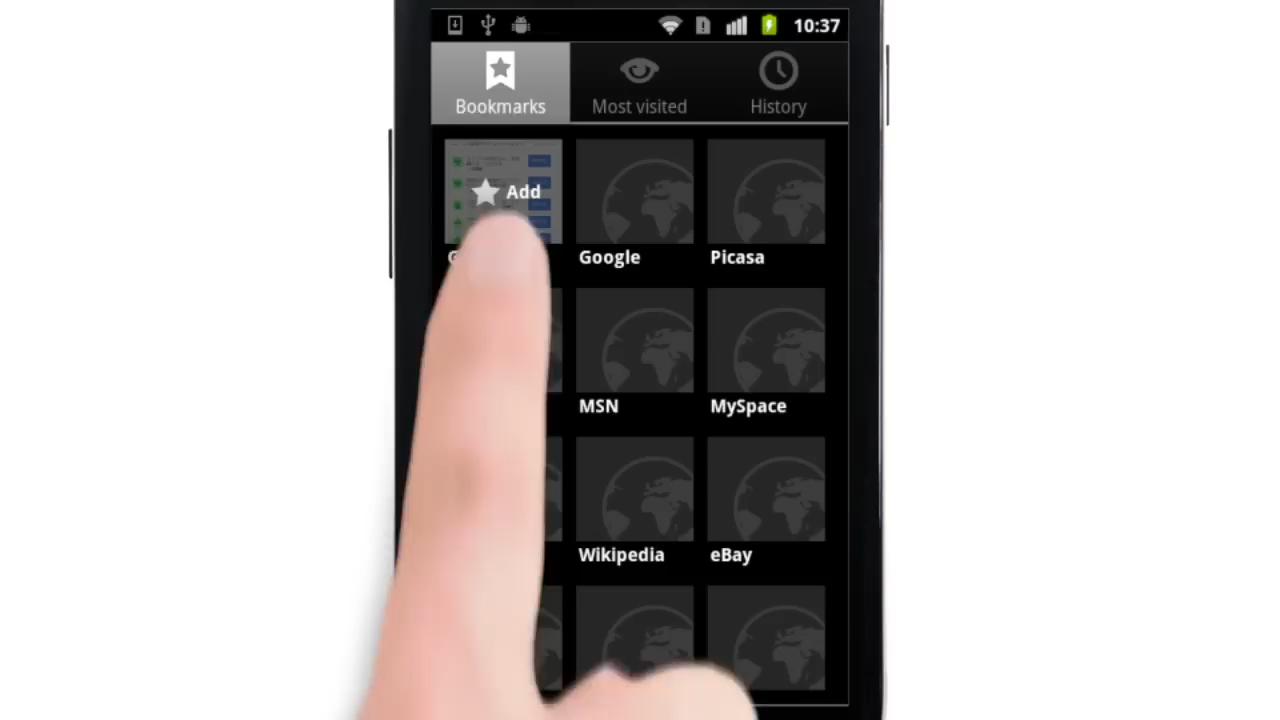 10:37
Bookmarks
Most visited
History
Add
Google
Picasa
MSN
MySpace
Wikipedia
eBay